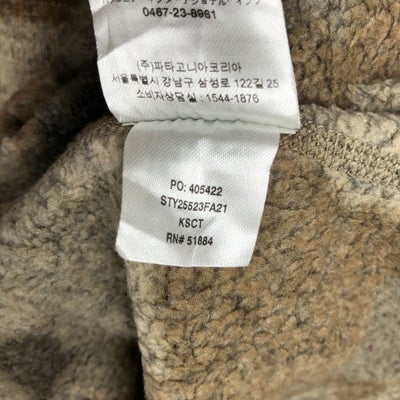 0467-23-8961
(주)파타고니아코리아
서울특별시 강남구 삼성로 122길 25
소비자상담실 : 1544-1876
PO: 405422
STY25523FA21
KSCT
RN# 51884